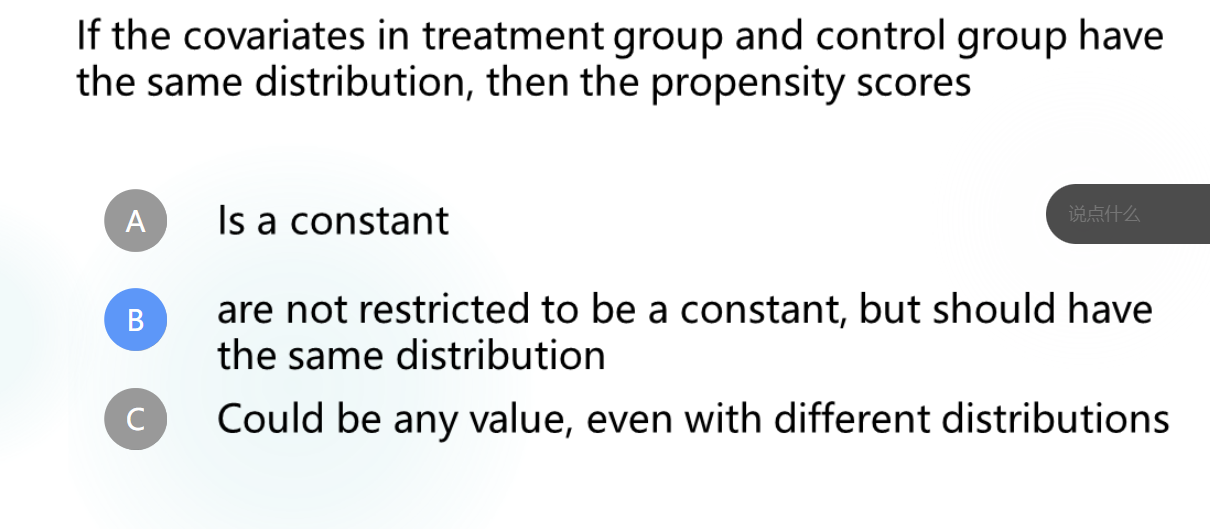 If the covariates in treatment group and control group have
the same distribution, then the propensity scores
A Is a constant
说点什么
B are not restricted to be a constant, but should have
the same distribution
C Could be any value, even with different distributions